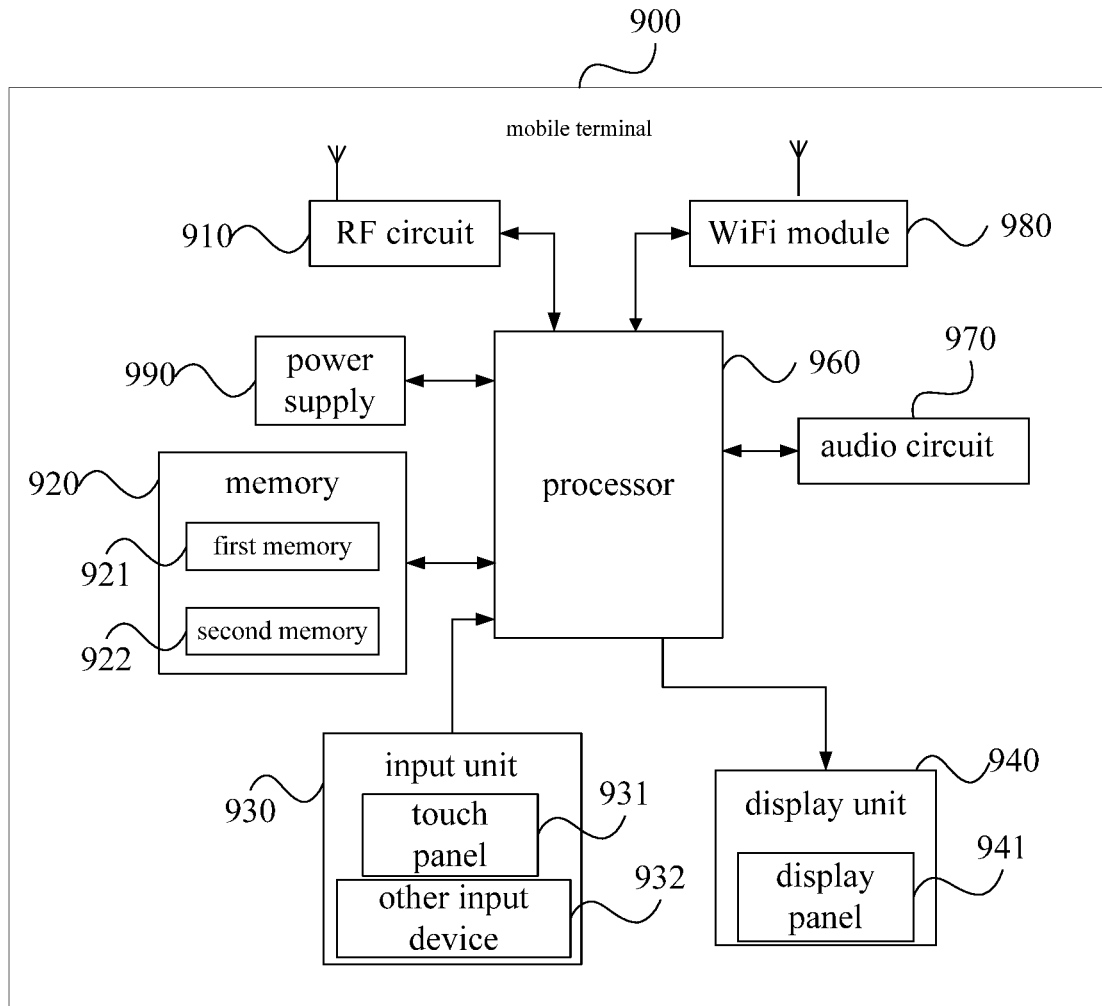 900
mobile terminal
910
RF circuit
WiFi module
980
990
power
supply
960
970
audio circuit
processor
920
memory
first memory
921
second memory
922
input unit
930
touch
panel
931
other input
device
932
940
display unit
display
panel
941